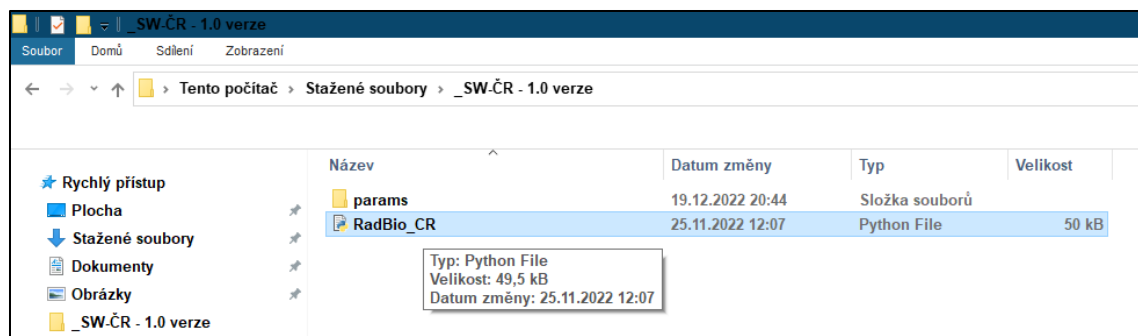 _SW-ČR - 1.0 verze
Soubor Domů Sdílení Zobrazení
Tento počítač › Stažené soubory › _SW-ČR - 1.0 verze
Název Datum změny Typ Velikost
Rychlý přístup
Plocha
Stažené soubory
Dokumenty
Obrázky
_SW-ČR - 1.0 verze
params 19.12.2022 20:44 Složka souborů
RadBio_CR 25.11.2022 12:07 Python File 50 kB
Typ: Python File
Velikost: 49,5 kB
Datum změny: 25.11.2022 12:07